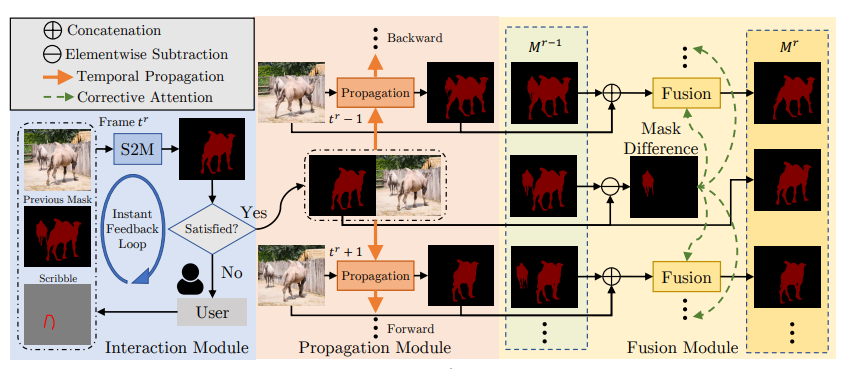 Concatenation
Elementwise Subtraction
Temporal Propagation
Corrective Attention
Frame t^r
S2M
Previous Mask
Scribble
Instant
Feedback
Loop
Satisfied?
Yes
No
User
Interaction Module
Backward
Propagation
t^r − 1
t^r + 1
Propagation
Forward
Propagation Module
M^{r−1}
Fusion
Mask
Difference
Fusion
M^r
Fusion Module